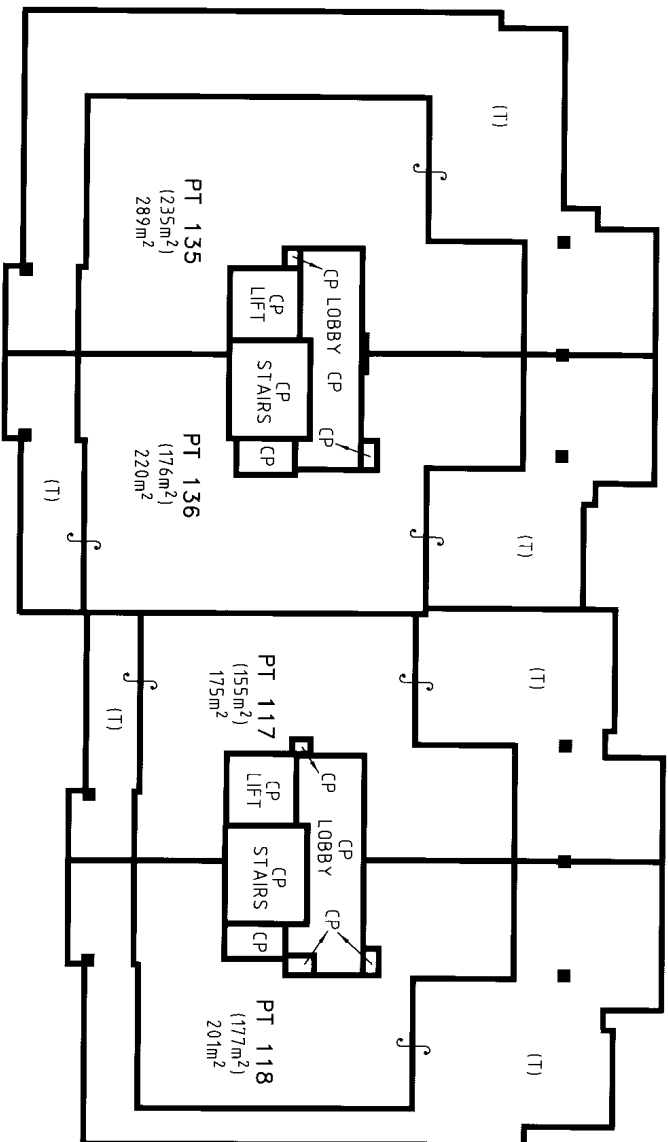 (T)
PT 135
(235m²)
289m²
CP
LOBBY
CP
CP
LIFT
CP
STAIRS
CP
CP
PT 136
(176m²)
220m²
(T)
(T)
(T)
(T)
PT 117
(155m²)
175m²
CP
CP
LOBBY
CP
LIFT
CP
STAIRS
CP
CP
PT 118
(177m²)
201m²
(T)